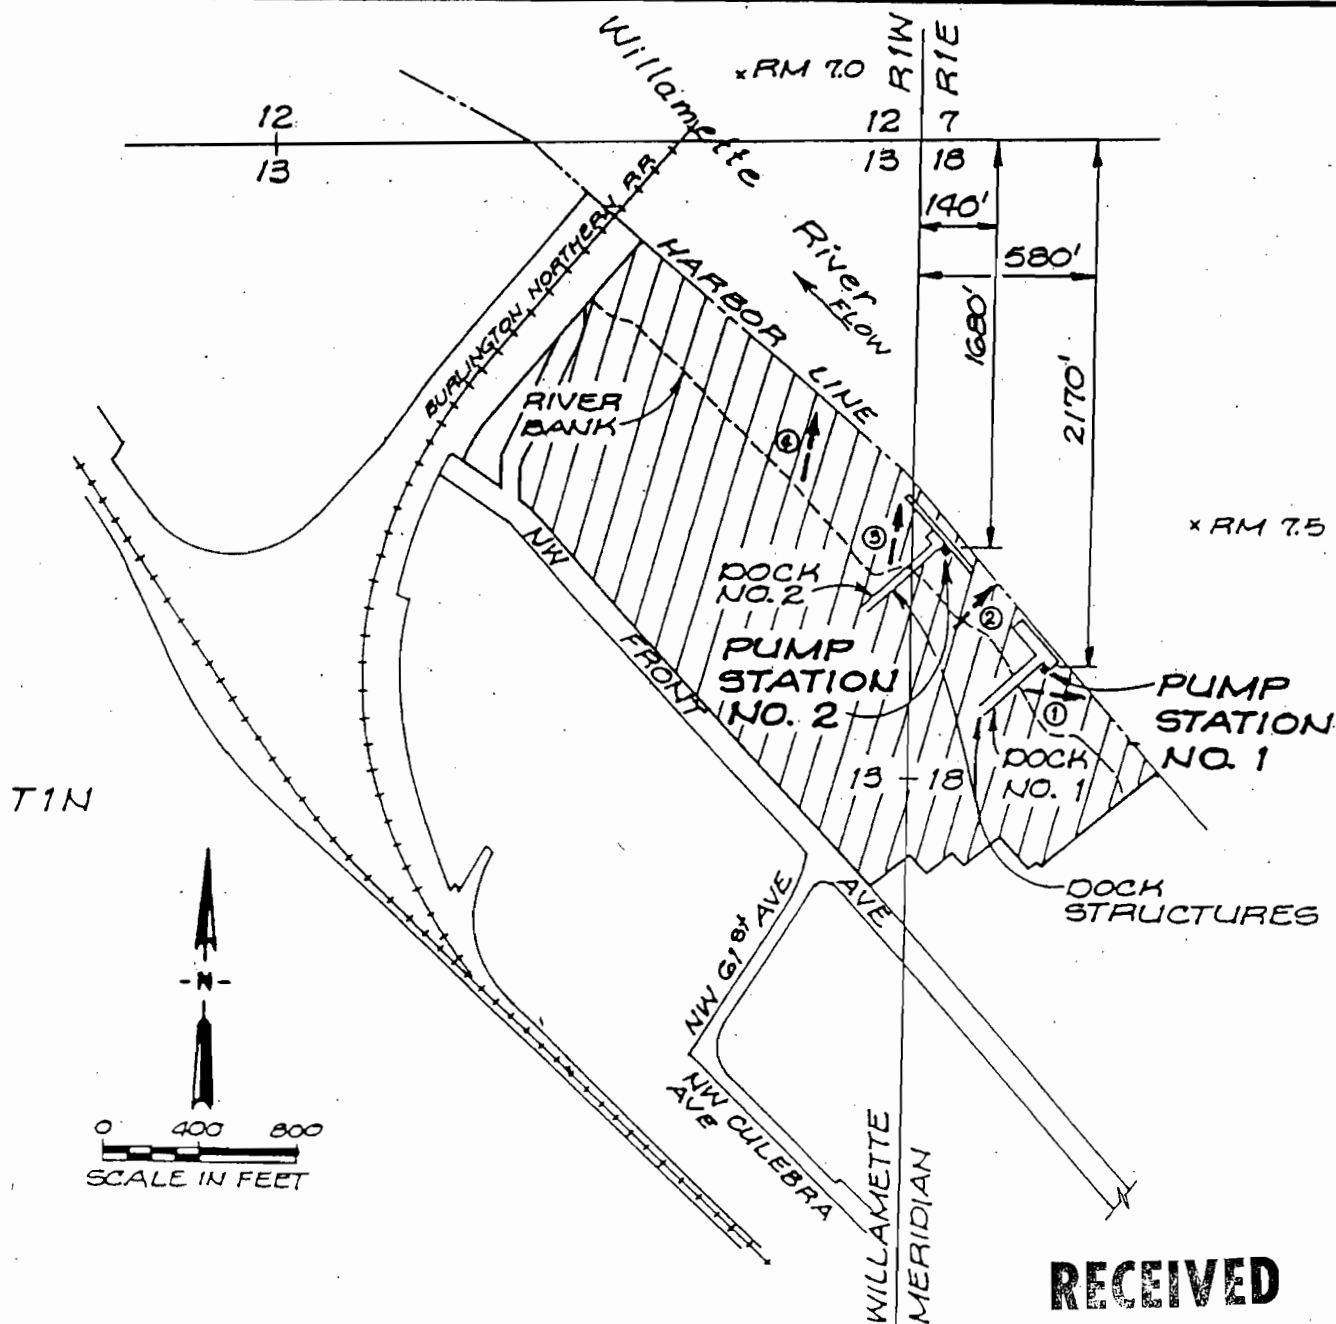 Willamette
× RM 7.0
R1W R1E
12
12 7
13
13 18
140'
River
580'
FLOW
1680'
2170'
BURLINGTON NORTHERN RR
HARBOR LINE
RIVER BANK
4
× RM 7.5
3
DOCK NO. 2
2
NW FRONT AVE
PUMP STATION NO. 2
PUMP STATION NO. 1
1
DOCK NO. 1
13 - 18
T1N
DOCK STRUCTURES
NW 61st AVE
- N -
NW CULEBRA AVE
0 400 800
SCALE IN FEET
WILLAMETTE MERIDIAN
RECEIVED